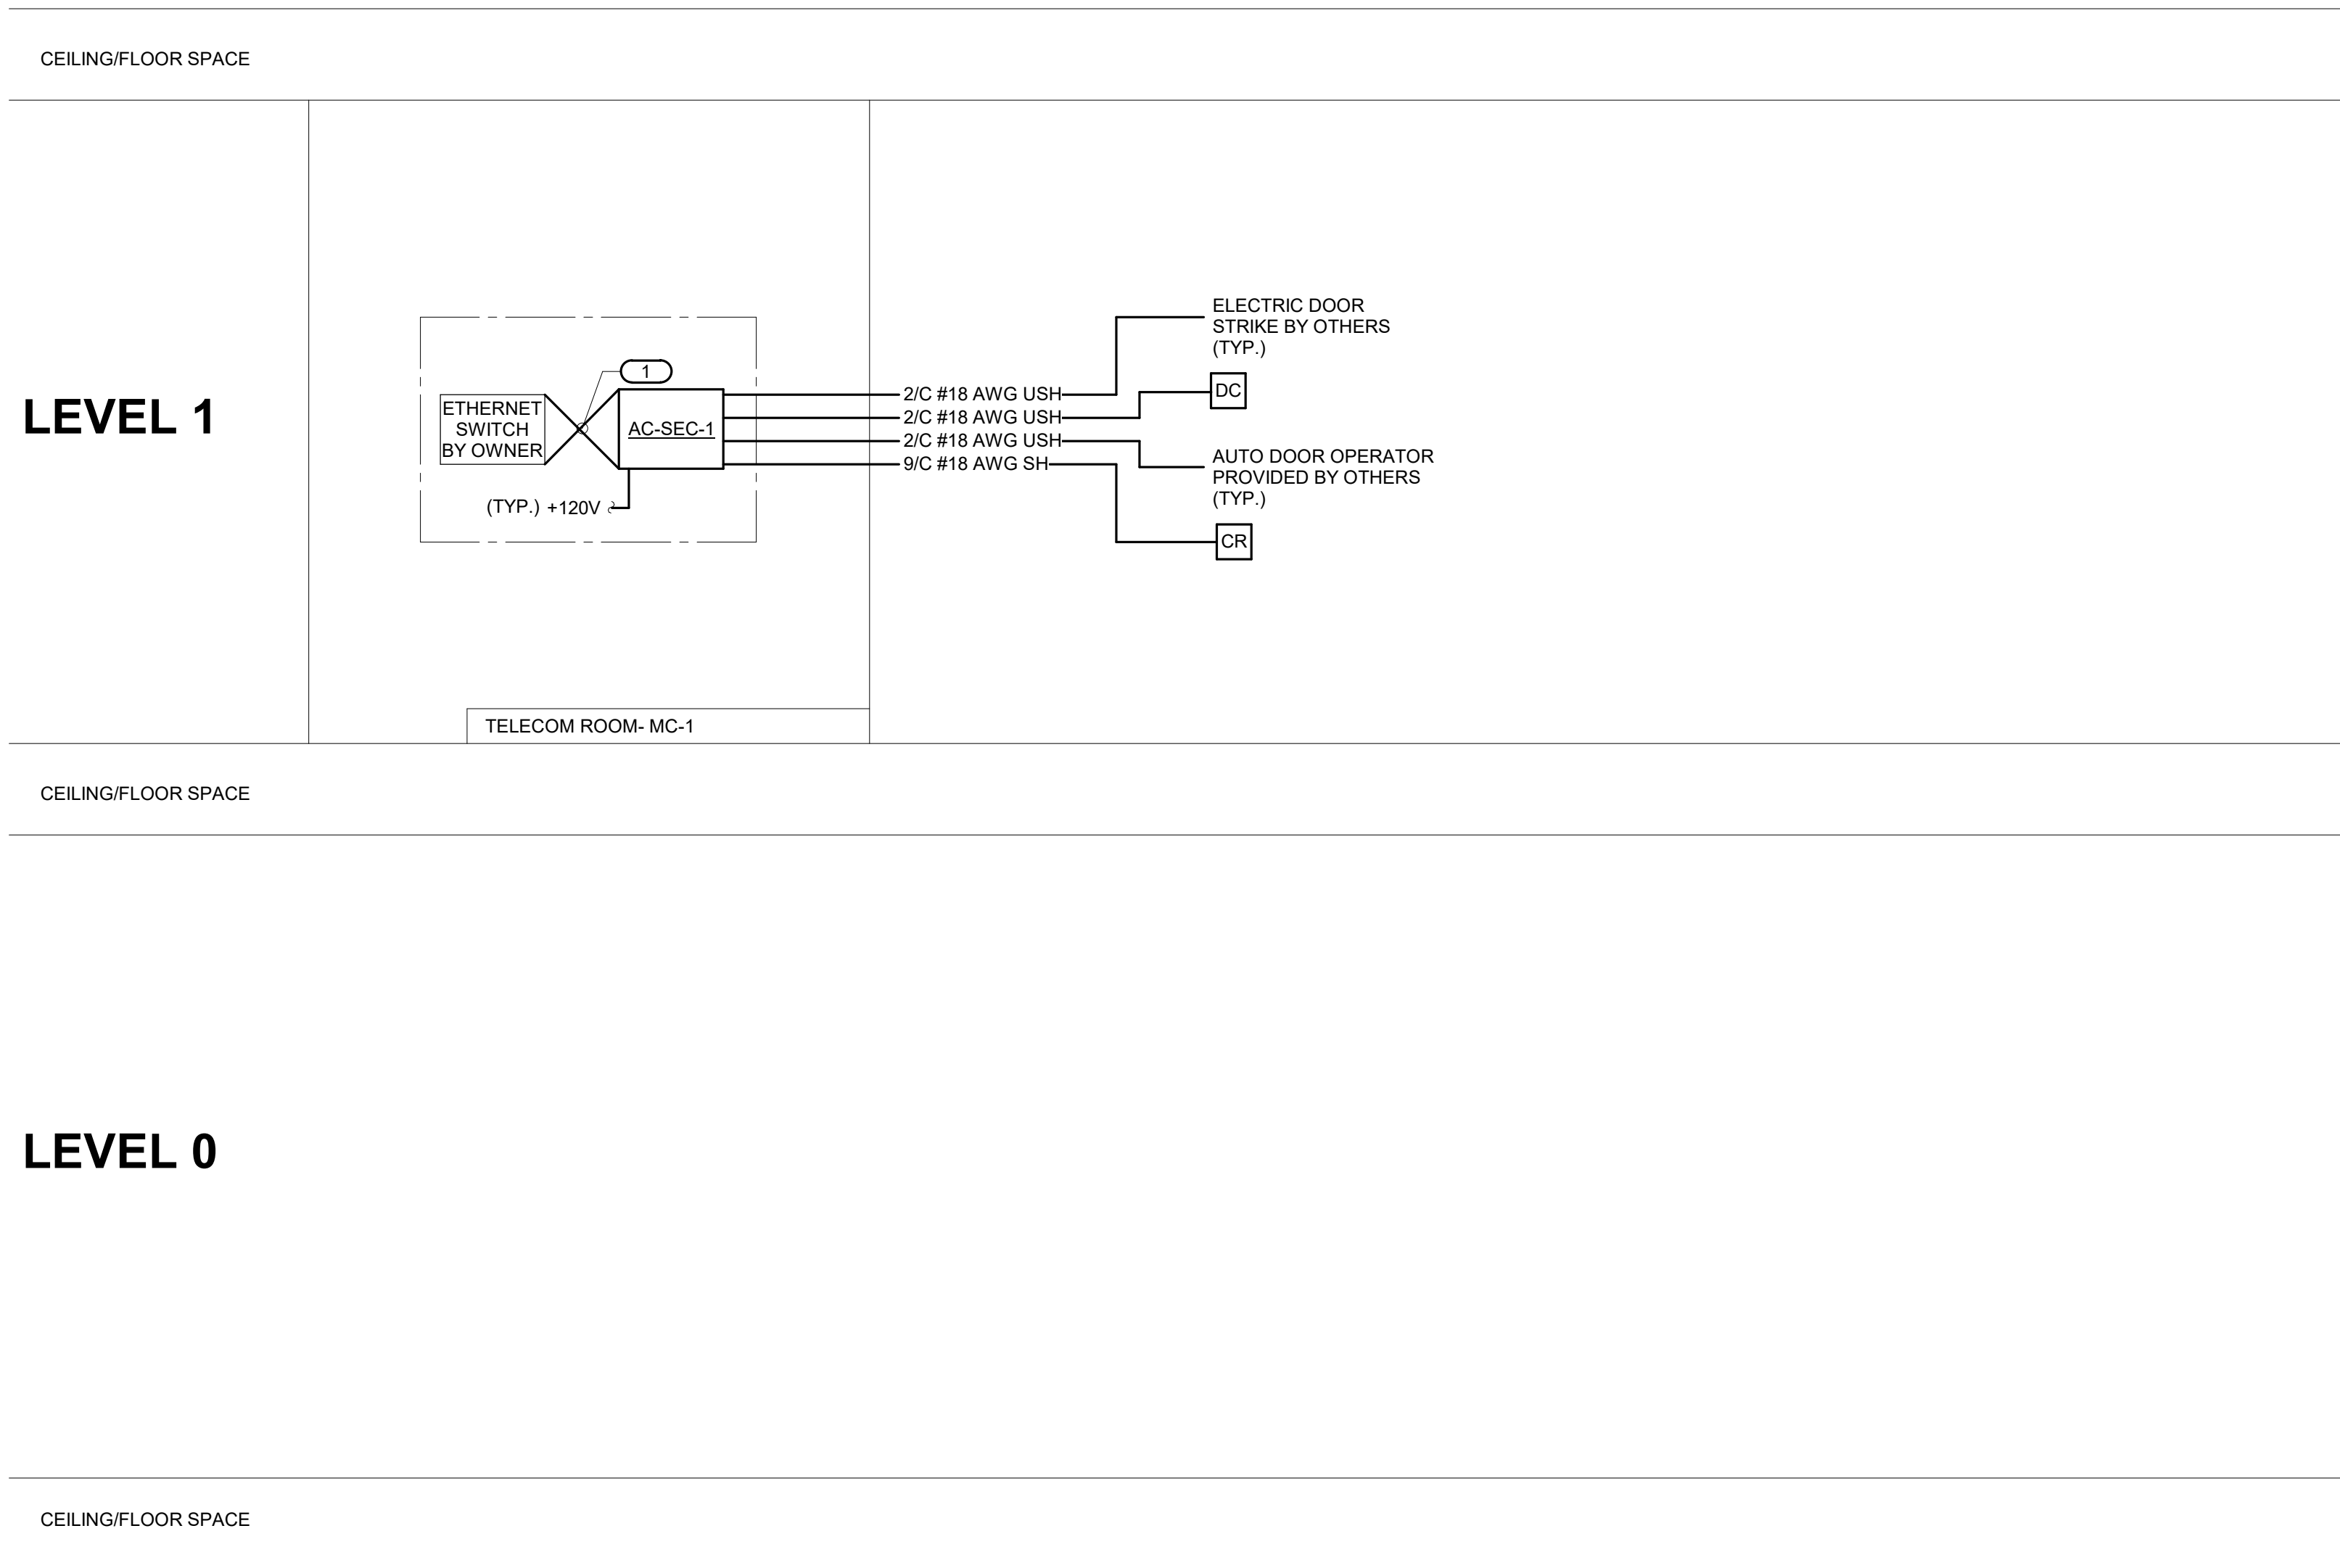 CEILING/FLOOR SPACE
LEVEL 1
ETHERNET
SWITCH
BY OWNER
1
AC-SEC-1
(TYP.) +120V
2/C #18 AWG USH
2/C #18 AWG USH
2/C #18 AWG USH
9/C #18 AWG SH
ELECTRIC DOOR
STRIKE BY OTHERS
(TYP.)
DC
AUTO DOOR OPERATOR
PROVIDED BY OTHERS
(TYP.)
CR
TELECOM ROOM- MC-1
CEILING/FLOOR SPACE
LEVEL 0
CEILING/FLOOR SPACE